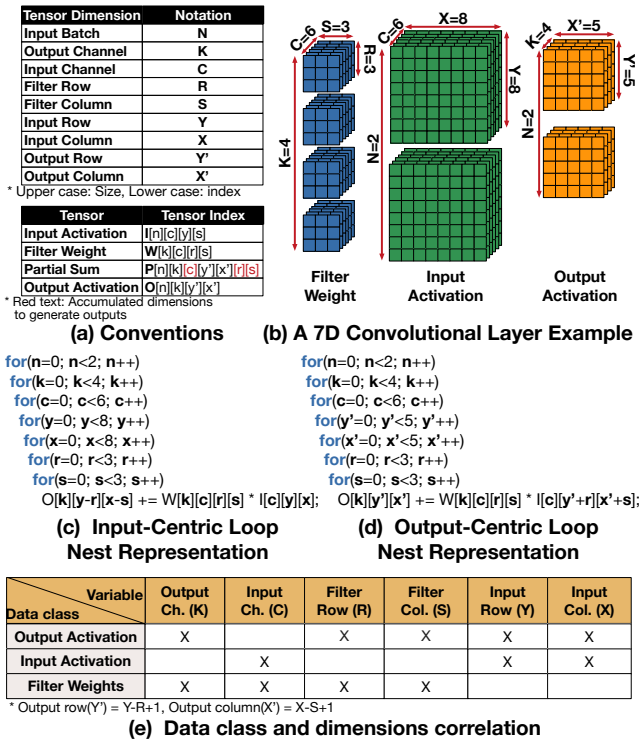 Tensor Dimension Notation
Input Batch N
Output Channel K
Input Channel C
Filter Row R
Filter Column S
Input Row Y
Input Column X
Output Row Y'
Output Column X'
* Upper case: Size, Lower case: index
Tensor Tensor Index
Input Activation I[n][c][y][s]
Filter Weight W[k][c][r][s]
Partial Sum P[n][k][c][y'][x'][r][s]
Output Activation O[n][k][y'][x']
* Red text: Accumulated dimensions
to generate outputs
(a) Conventions
C=6 S=3
R=3
K=4
Filter
Weight
C=6 X=8
Y=8
N=2
Input
Activation
K=4 X'=5
Y'=5
N=2
Output
Activation
(b) A 7D Convolutional Layer Example
for(n=0; n<2; n++)
for(k=0; k<4; k++)
for(c=0; c<6; c++)
for(y=0; y<8; y++)
for(x=0; x<8; x++)
for(r=0; r<3; r++)
for(s=0; s<3; s++)
O[k][y-r][x-s] += W[k][c][r][s] * I[c][y][x];
(c) Input-Centric Loop
Nest Representation
for(n=0; n<2; n++)
for(k=0; k<4; k++)
for(c=0; c<6; c++)
for(y'=0; y'<5; y'++)
for(x'=0; x'<5; x'++)
for(r=0; r<3; r++)
for(s=0; s<3; s++)
O[k][y'][x'] += W[k][c][r][s] * I[c][y'+r][x'+s];
(d) Output-Centric Loop
Nest Representation
Variable
Data class
Output Ch. (K) Input Ch. (C) Filter Row (R) Filter Col. (S) Input Row (Y) Input Col. (X)
Output Activation X X X X X
Input Activation X X X
Filter Weights X X X X
* Output row(Y') = Y-R+1, Output column(X') = X-S+1
(e) Data class and dimensions correlation